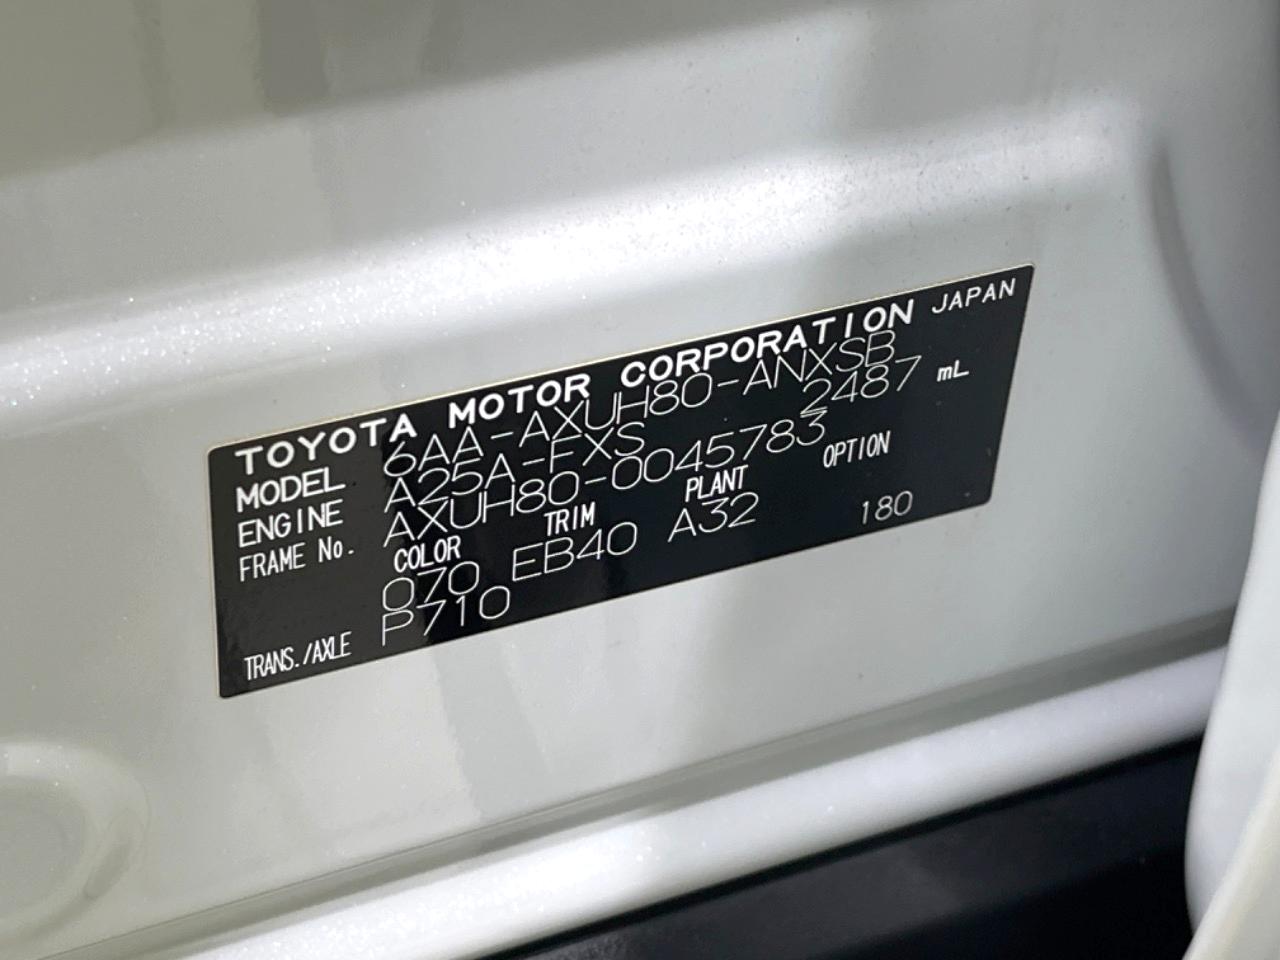 TOYOTA MOTOR CORPORATION JAPAN
MODEL 6AA-AXUH80-ANXSB
ENGINE A25A-FXS 2487 mL
FRAME No. AXUH80-0045783
COLOR TRIM PLANT OPTION
070 EB40 A32 180
TRANS./AXLE P710